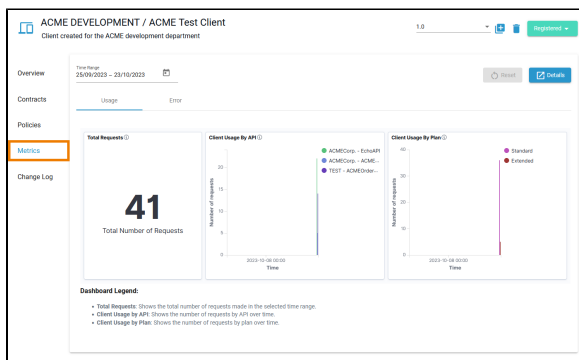 ACME DEVELOPMENT / ACME Test Client
Client created for the ACME development department
1.0
Registered
Overview
Contracts
Policies
Metrics
Change Log
Time Range
25/09/2023 – 23/10/2023
Reset
Details
Usage
Error
Total Requests
41
Total Number of Requests
Client Usage By API
Number of requests
20
15
10
5
0
2023-10-08 00:00
Time
ACMECorp. - EchoAPI
ACMECorp. - ACME...
TEST - ACMEOrder...
Client Usage By Plan
Number of requests
40
30
20
10
0
2023-10-08 00:00
Time
Standard
Extended
Dashboard Legend:
• Total Requests: Shows the total number of requests made in the selected time range.
• Client Usage by API: Shows the number of requests by API over time.
• Client Usage by Plan: Shows the number of requests by plan over time.